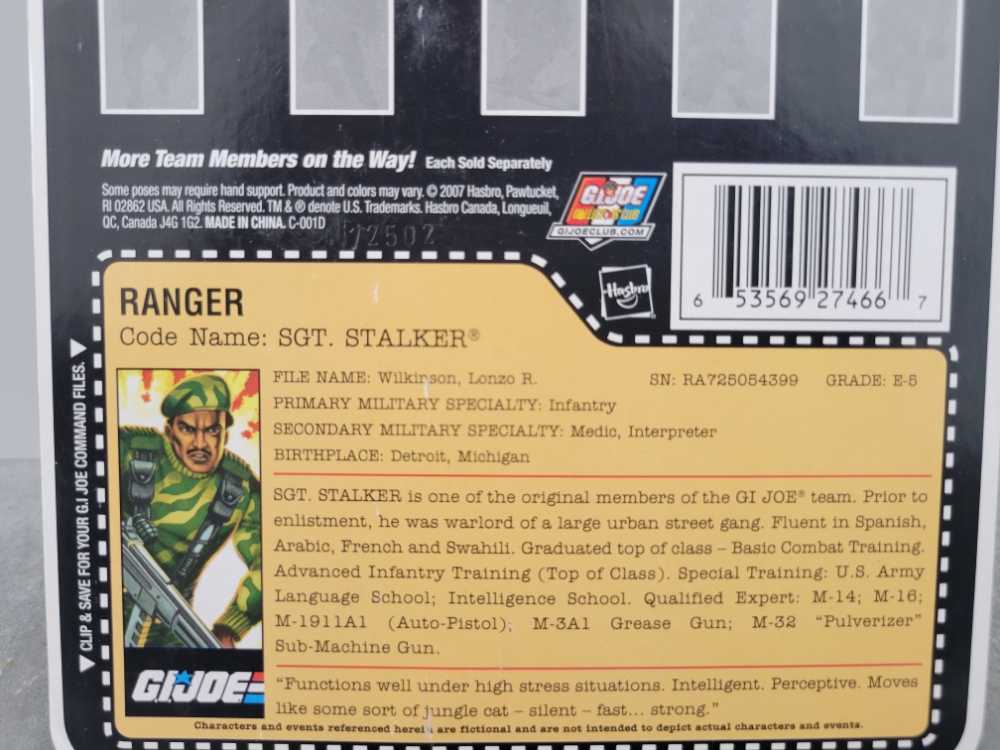 More Team Members on the Way! Each Sold Separately
Some poses may require hand support. Product and colors may vary. © 2007 Hasbro, Pawtucket,
RI 02862 USA. All Rights Reserved. TM & ® denote U.S. Trademarks. Hasbro Canada, Longueuil,
QC, Canada J4G 1G2. MADE IN CHINA. C-001D
72502
G.I. JOE
COLLECTORS CLUB
GIJOECLUB.COM
Hasbro
6 53569 27466 7
RANGER
Code Name: SGT. STALKER®
CLIP & SAVE FOR YOUR G.I JOE COMMAND FILES.
FILE NAME: Wilkinson, Lonzo R. SN: RA725054399 GRADE: E-5
PRIMARY MILITARY SPECIALTY: Infantry
SECONDARY MILITARY SPECIALTY: Medic, Interpreter
BIRTHPLACE: Detroit, Michigan
SGT. STALKER is one of the original members of the GI JOE® team. Prior to
enlistment, he was warlord of a large urban street gang. Fluent in Spanish,
Arabic, French and Swahili. Graduated top of class – Basic Combat Training.
Advanced Infantry Training (Top of Class). Special Training: U.S. Army
Language School; Intelligence School. Qualified Expert: M-14; M-16;
M-1911A1 (Auto-Pistol); M-3A1 Grease Gun; M-32 “Pulverizer”
Sub-Machine Gun.
G.I. JOE
“Functions well under high stress situations. Intelligent. Perceptive. Moves
like some sort of jungle cat – silent – fast... strong.”
Characters and events referenced herein are fictional and are not intended to depict actual characters and events.